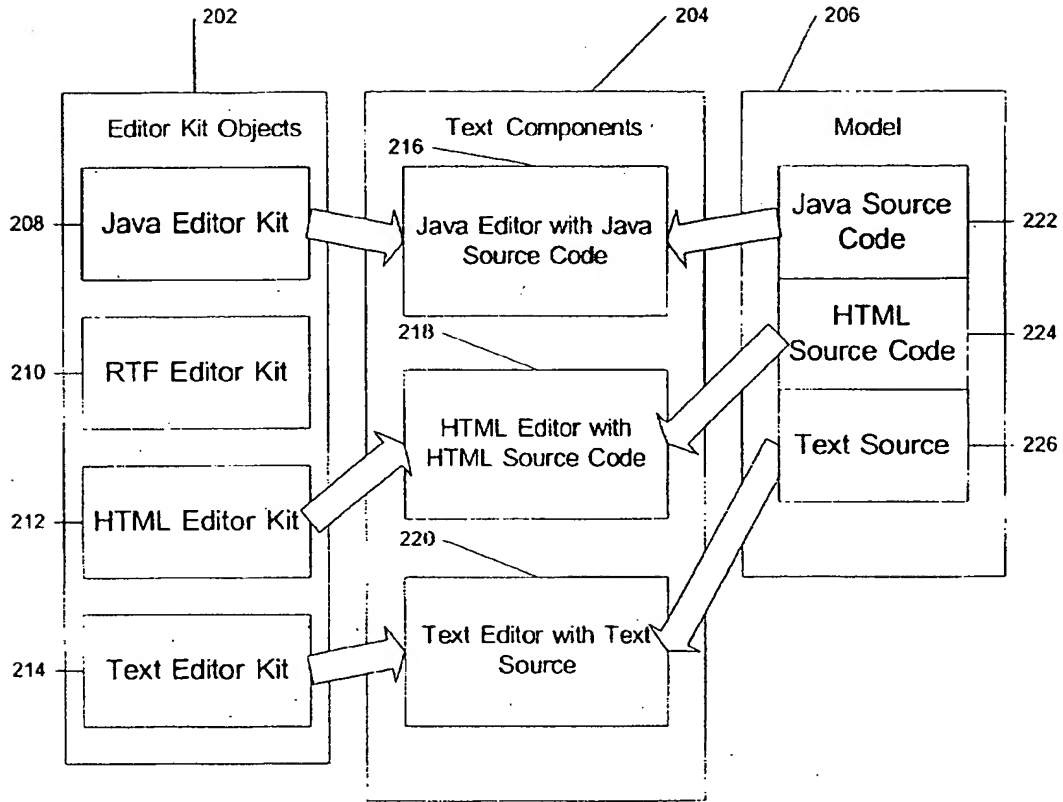 202
204
206
Editor Kit Objects
Text Components
Model
216
208
Java Editor Kit
Java Editor with Java
Source Code
Java Source
Code
222
218
HTML
Source Code
224
210
RTF Editor Kit
HTML Editor with
HTML Source Code
Text Source
226
212
HTML Editor Kit
220
214
Text Editor Kit
Text Editor with Text
Source